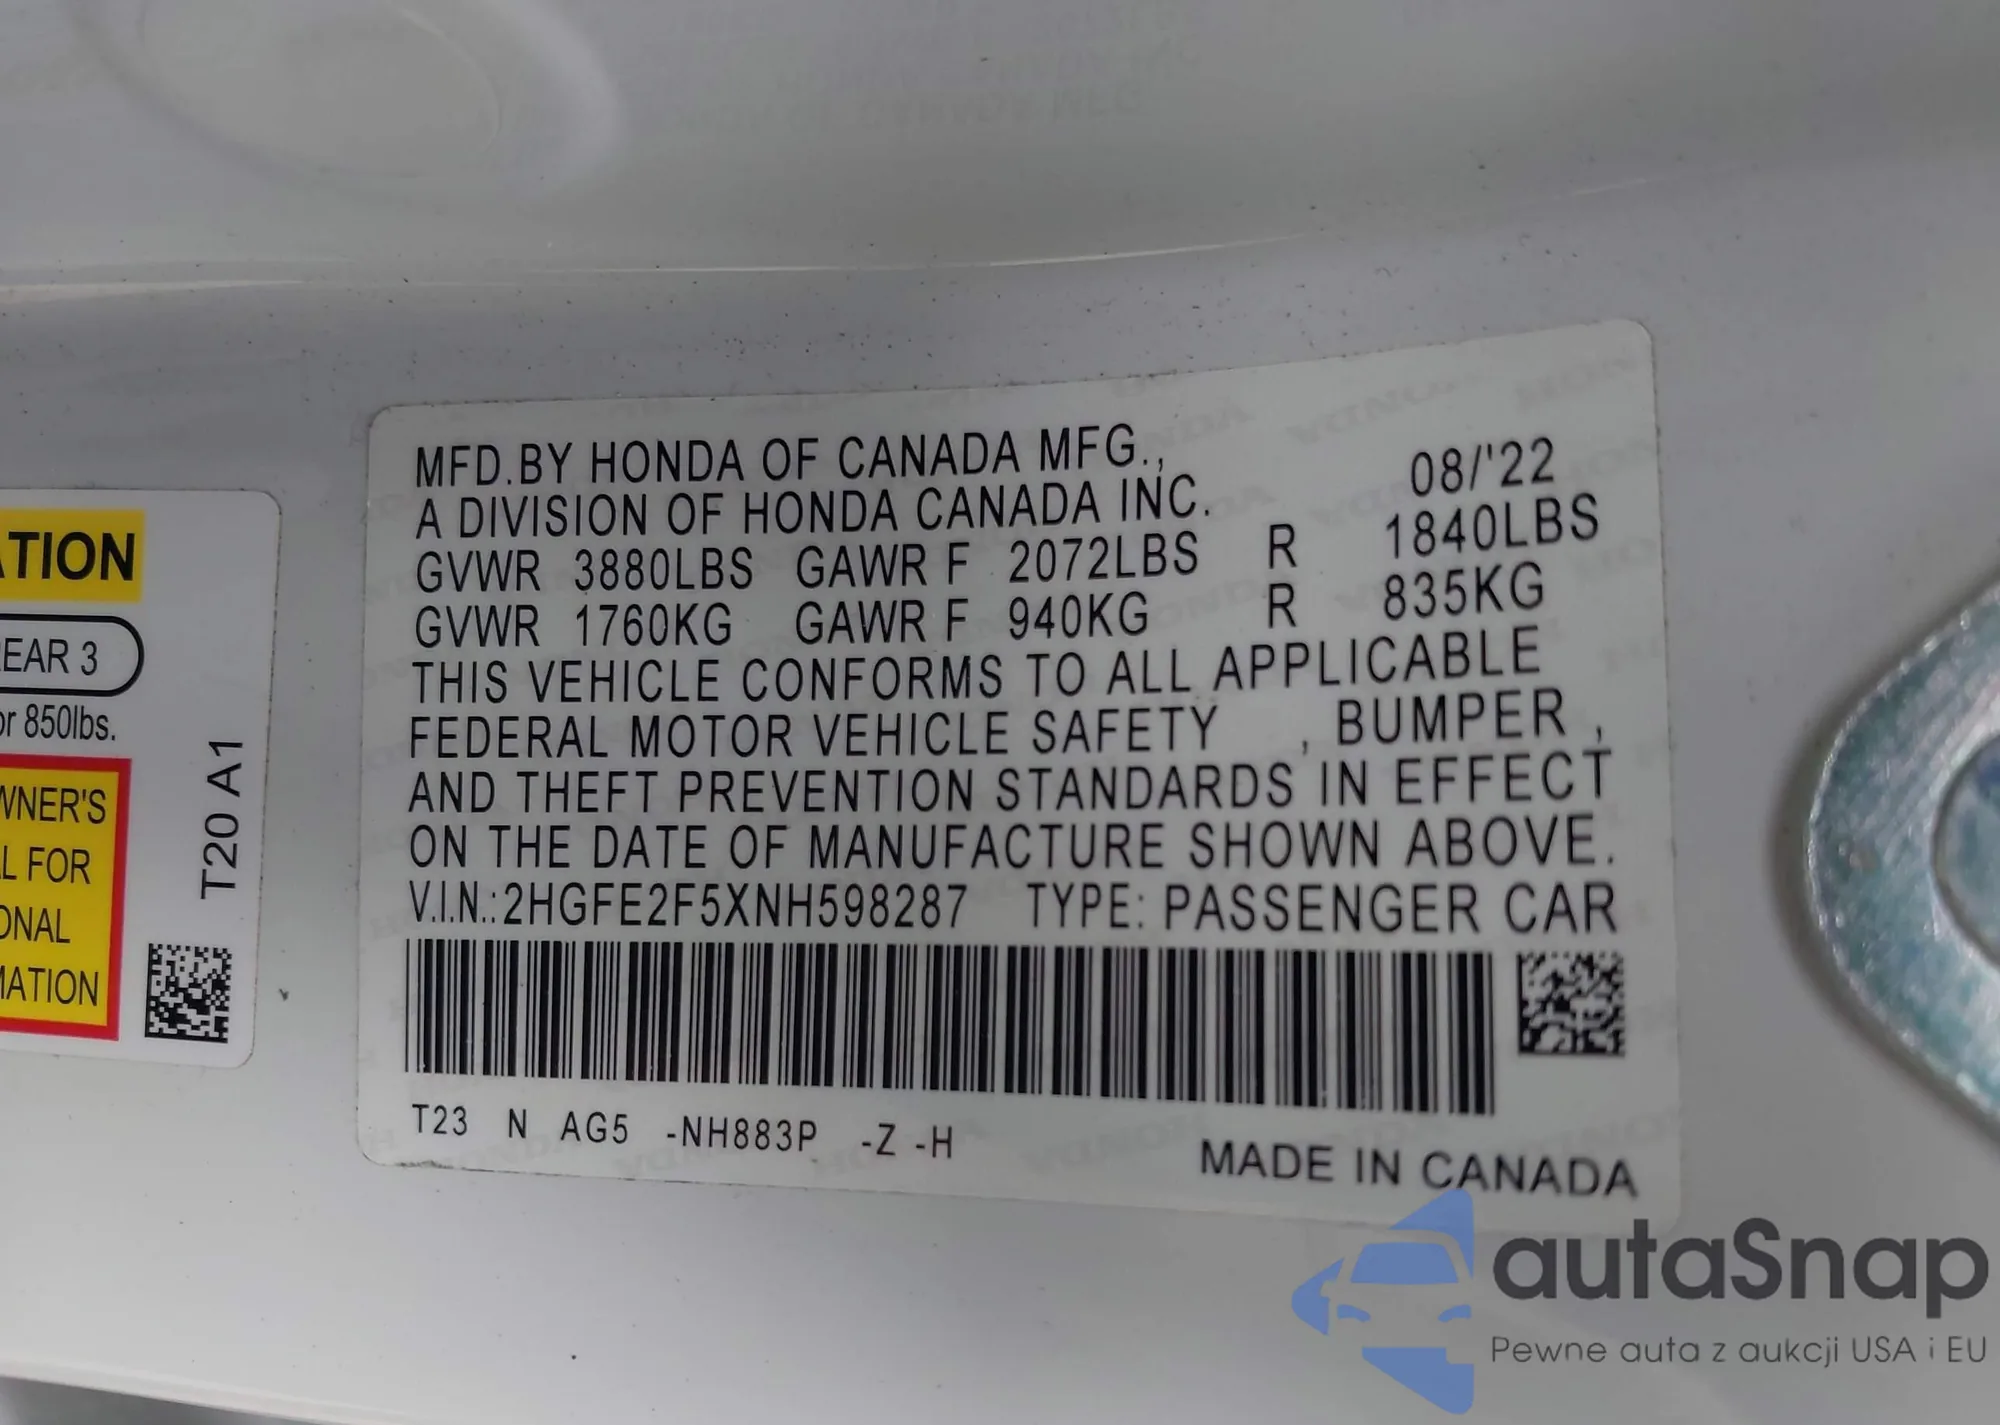 ATION
EAR 3
or 850lbs.
WNER'S
L FOR
ONAL
MATION
T20 A1
MFD.BY HONDA OF CANADA MFG., 08/'22
A DIVISION OF HONDA CANADA INC.
GVWR 3880LBS GAWR F 2072LBS R 1840LBS
GVWR 1760KG GAWR F 940KG R 835KG
THIS VEHICLE CONFORMS TO ALL APPLICABLE
FEDERAL MOTOR VEHICLE SAFETY , BUMPER ,
AND THEFT PREVENTION STANDARDS IN EFFECT
ON THE DATE OF MANUFACTURE SHOWN ABOVE.
V.I.N.:2HGFE2F5XNH598287 TYPE: PASSENGER CAR
T23 N AG5 -NH883P -Z -H
MADE IN CANADA
autaSnap
Pewne auta z aukcji USA i EU